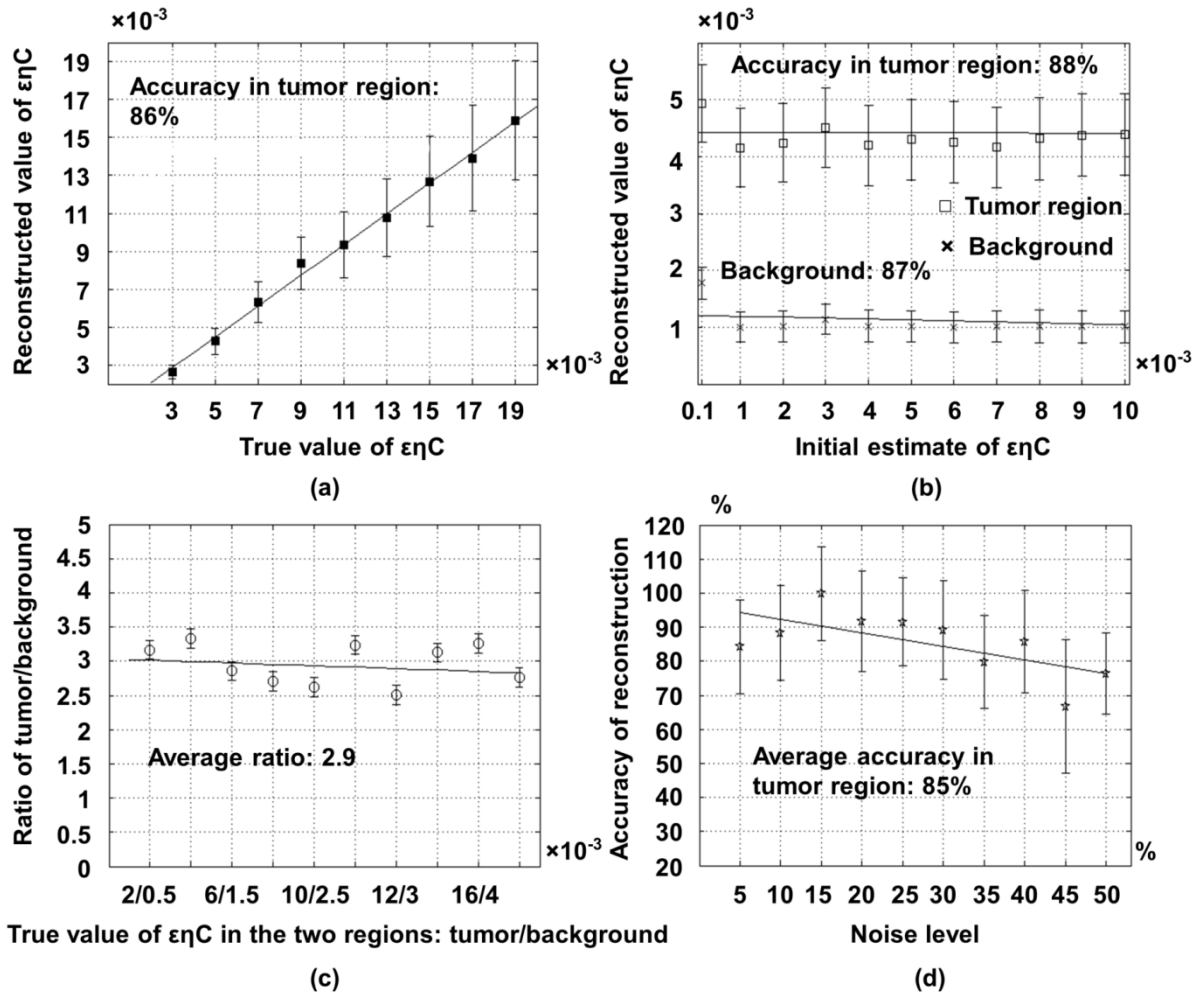 ×10-3
Reconstructed value of εηC
19
17
15
13
11
9
7
5
3
Accuracy in tumor region:
86%
×10-3
3 5 7 9 11 13 15 17 19
True value of εηC
(a)
×10-3
Reconstructed value of εηC
5
4
3
2
1
Accuracy in tumor region: 88%
Tumor region
Background
Background: 87%
×10-3
0.1 1 2 3 4 5 6 7 8 9 10
Initial estimate of εηC
(b)
Ratio of tumor/background
5
4.5
4
3.5
3
2.5
2
1.5
1
0.5
0
Average ratio: 2.9
×10-3
2/0.5 6/1.5 10/2.5 12/3 16/4
True value of εηC in the two regions: tumor/background
(c)
%
Accuracy of reconstruction
120
110
100
90
80
70
60
50
40
30
20
Average accuracy in
tumor region: 85%
%
5 10 15 20 25 30 35 40 45 50
Noise level
(d)